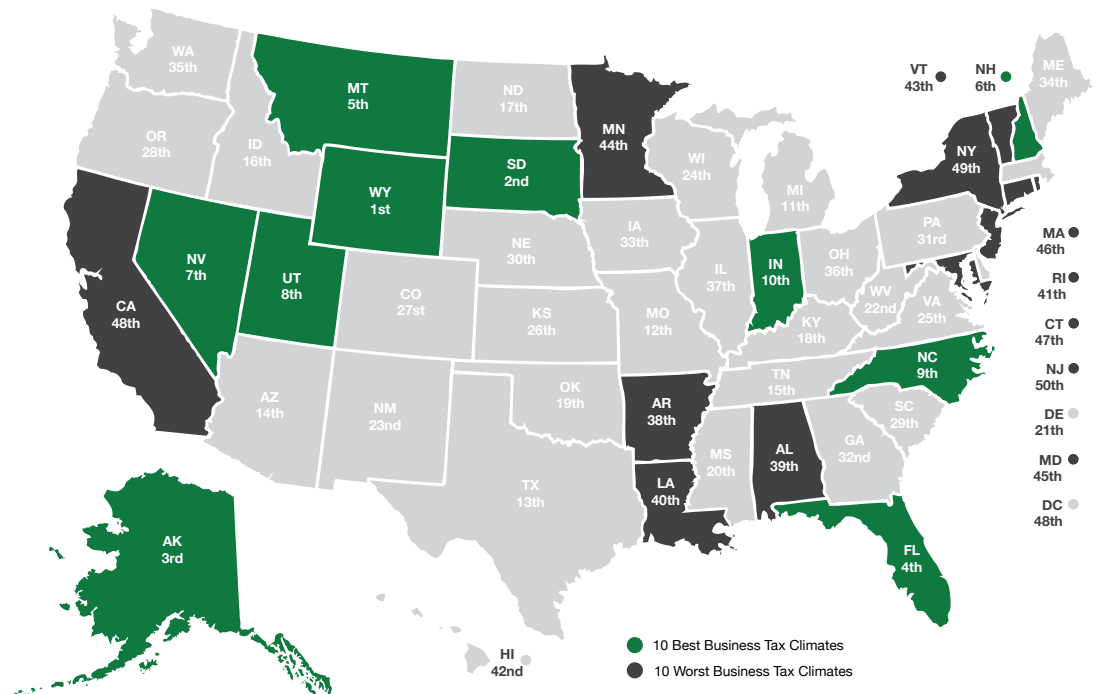 WA
35th
MT
5th
ND
17th
MN
44th
VT
43th
NH
6th
ME
34th
OR
28th
ID
16th
WY
1st
SD
2nd
WI
24th
MI
11th
NY
49th
NV
7th
UT
8th
CA
48th
CO
27st
NE
30th
IA
33th
KS
26th
MO
12th
IL
37th
IN
10th
OH
36th
PA
31rd
WV
22nd
VA
25th
KY
18th
NC
9th
TN
15th
SC
29th
AZ
14th
NM
23nd
OK
19th
AR
38th
MS
20th
AL
39th
GA
32nd
TX
13th
LA
40th
FL
4th
AK
3rd
HI
42nd
MA
46th
RI
41th
CT
47th
NJ
50th
DE
21th
MD
45th
DC
48th
10 Best Business Tax Climates
10 Worst Business Tax Climates